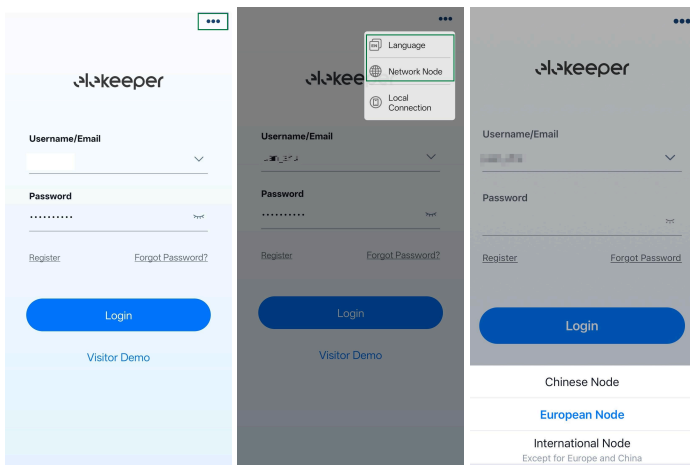 elekeeper
Username/Email
Password
Register
Forgot Password?
Login
Visitor Demo
EN Language
Network Node
Local
Connection
elekee
Username/Email
Password
Register
Forgot Password?
Login
Visitor Demo
elekeeper
Username/Email
Password
Register
Forgot Password
Login
Chinese Node
European Node
International Node
Except for Europe and China